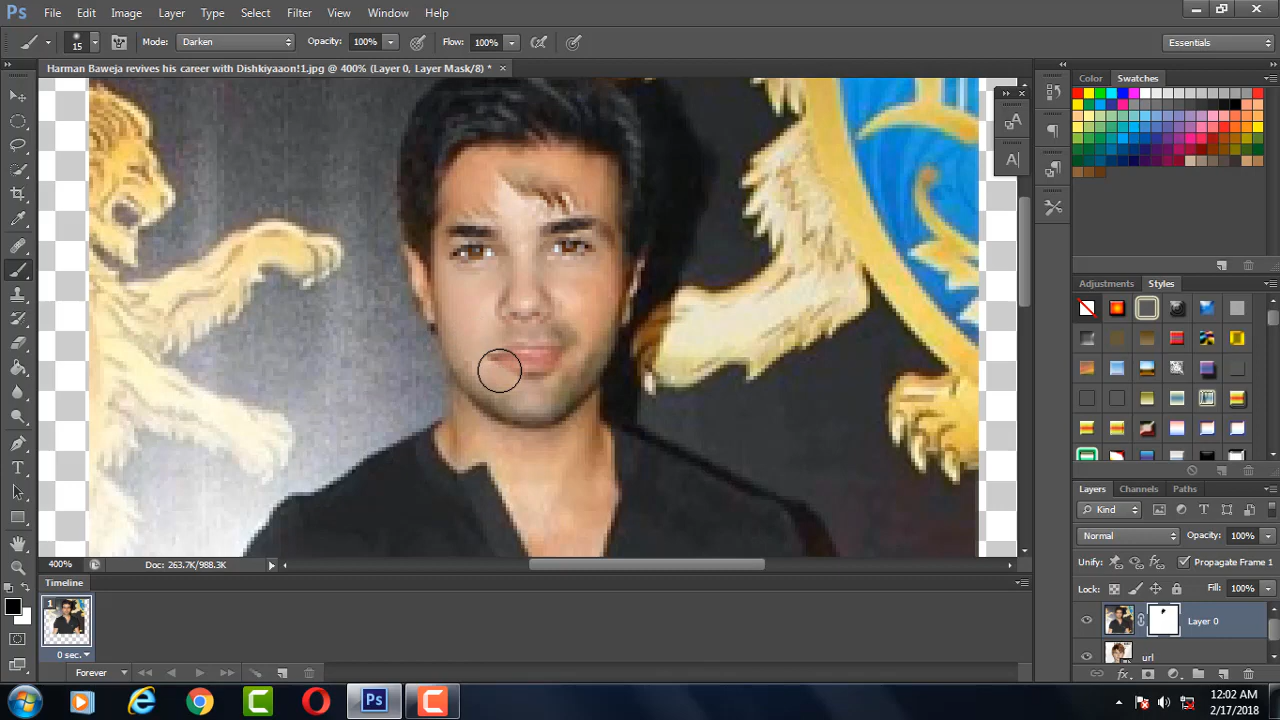 Ps File Edit Image Layer Type Select Filter View Window Help
15 Mode: Darken Opacity: 100% Flow: 100% Essentials
Harman Baweja revives his career with Dishkiyaaon!1.jpg @ 400% (Layer 0, Layer Mask/8) * ×
Color Swatches
Adjustments Styles
Layers Channels Paths
Kind
Normal Opacity: 100%
Unify: Propagate Frame 1
Lock: Fill: 100%
Layer 0
url
400% Doc: 263.7K/988.3K
Timeline
1
0 sec.
Forever
Ps
12:02 AM
2/17/2018